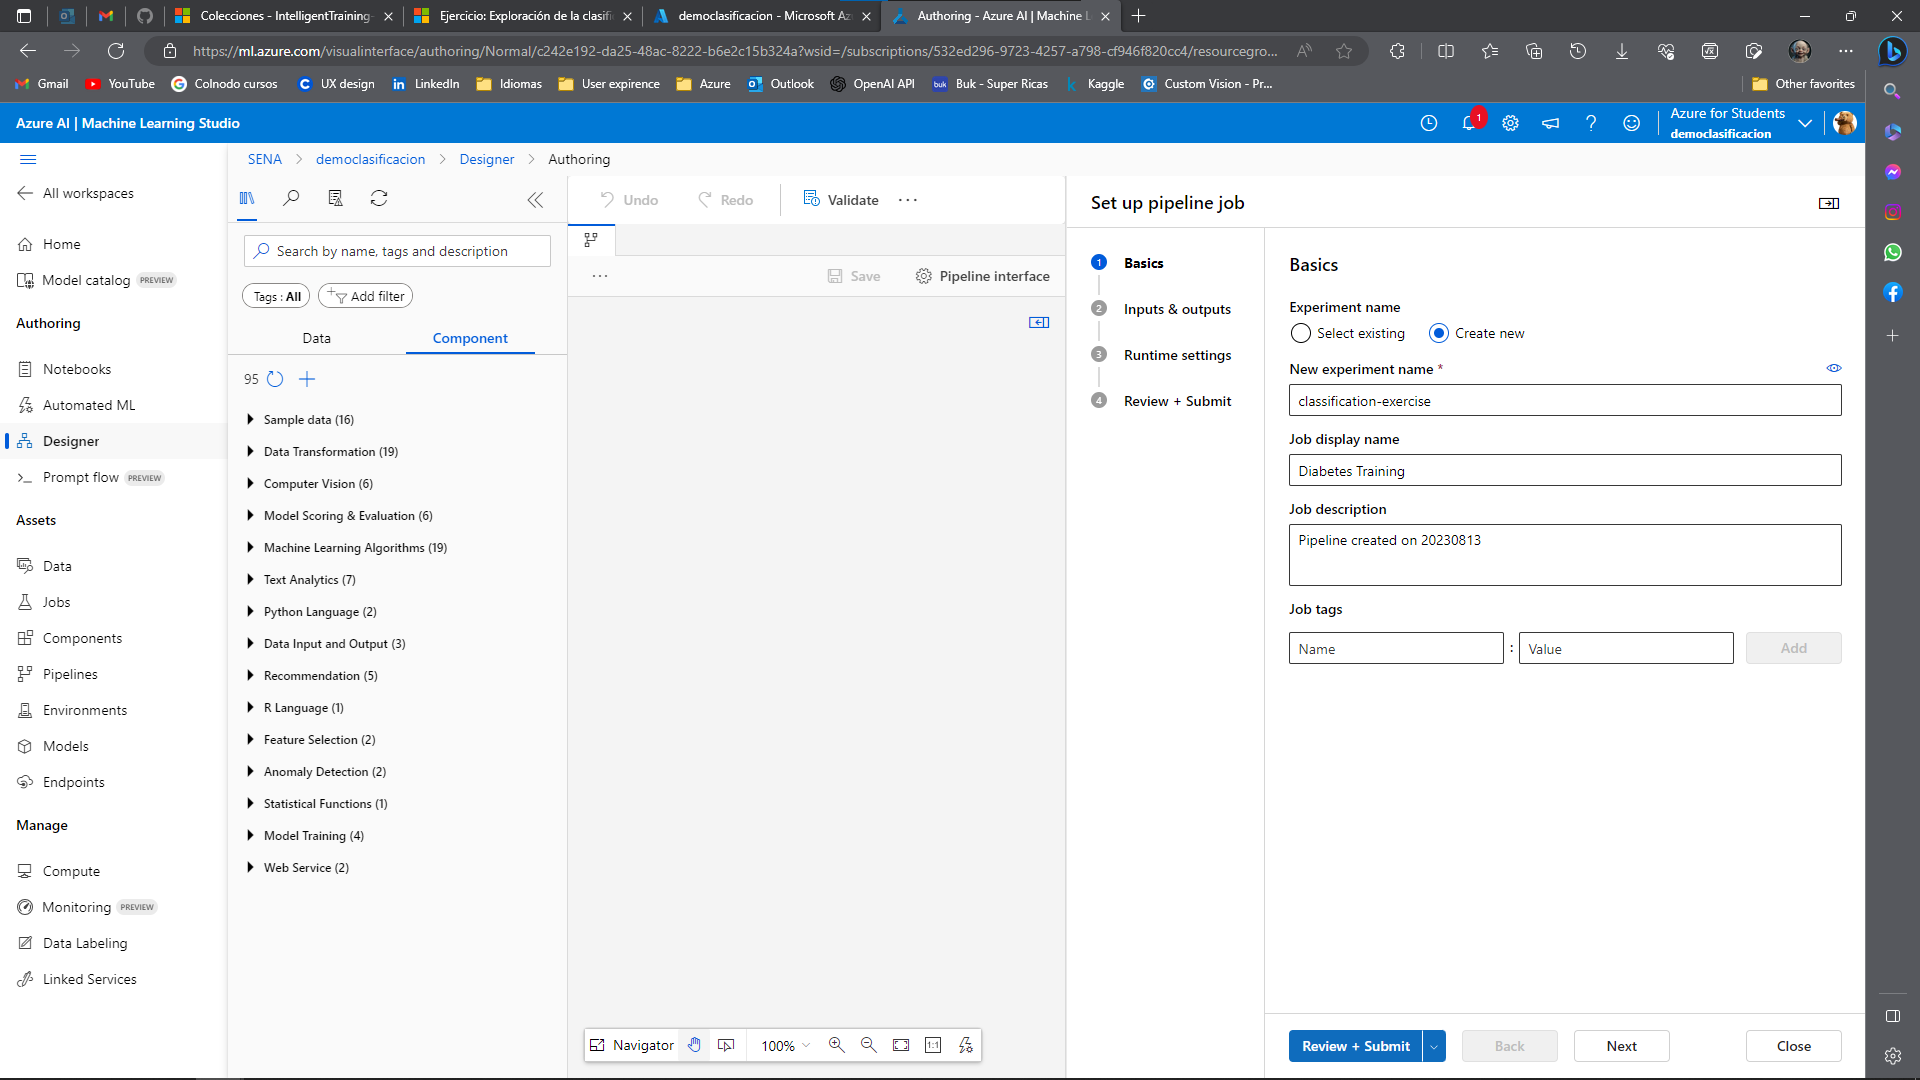 Colecciones - IntelligentTraining-
Ejercicio: Exploración de la clasifi
democlasificacion - Microsoft Az
Authoring - Azure AI | Machine L
https://ml.azure.com/visualinterface/authoring/Normal/c242e192-da25-48ac-8222-b6e2c15b324a?wsid=/subscriptions/532ed296-9723-4257-a798-cf946f820cc4/resourcegro...
Gmail
YouTube
Colnodo cursos
UX design
LinkedIn
Idiomas
User expirence
Azure
Outlook
OpenAI API
Buk - Super Ricas
Kaggle
Custom Vision - Pr...
Other favorites
Azure AI | Machine Learning Studio
1
Azure for Students
democlasificacion
All workspaces
Home
Model catalog PREVIEW
Authoring
Notebooks
Automated ML
Designer
Prompt flow PREVIEW
Assets
Data
Jobs
Components
Pipelines
Environments
Models
Endpoints
Manage
Compute
Monitoring PREVIEW
Data Labeling
Linked Services
SENA > democlasificacion > Designer > Authoring
Search by name, tags and description
Tags : All
Add filter
Data
Component
95
Sample data (16)
Data Transformation (19)
Computer Vision (6)
Model Scoring & Evaluation (6)
Machine Learning Algorithms (19)
Text Analytics (7)
Python Language (2)
Data Input and Output (3)
Recommendation (5)
R Language (1)
Feature Selection (2)
Anomaly Detection (2)
Statistical Functions (1)
Model Training (4)
Web Service (2)
Undo
Redo
Validate
...
...
Save
Pipeline interface
Navigator
100%
1:1
Set up pipeline job
1 Basics
2 Inputs & outputs
3 Runtime settings
4 Review + Submit
Basics
Experiment name
Select existing
Create new
New experiment name *
classification-exercise
Job display name
Diabetes Training
Job description
Pipeline created on 20230813
Job tags
Name : Value
Add
Review + Submit
Back
Next
Close